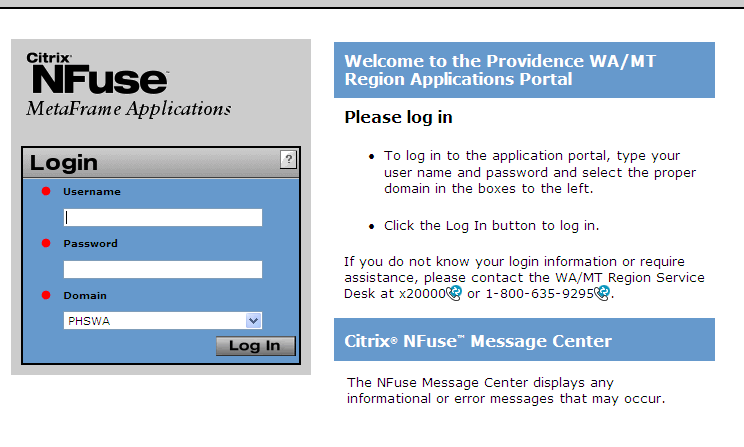 Citrix
NFuse™
MetaFrame Applications
Login
?
Username
Password
Domain
PHSWA
Log In
Welcome to the Providence WA/MT
Region Applications Portal
Please log in
• To log in to the application portal, type your
user name and password and select the proper
domain in the boxes to the left.
• Click the Log In button to log in.
If you do not know your login information or require
assistance, please contact the WA/MT Region Service
Desk at x20000 or 1-800-635-9295.
Citrix® NFuse™ Message Center
The NFuse Message Center displays any
informational or error messages that may occur.